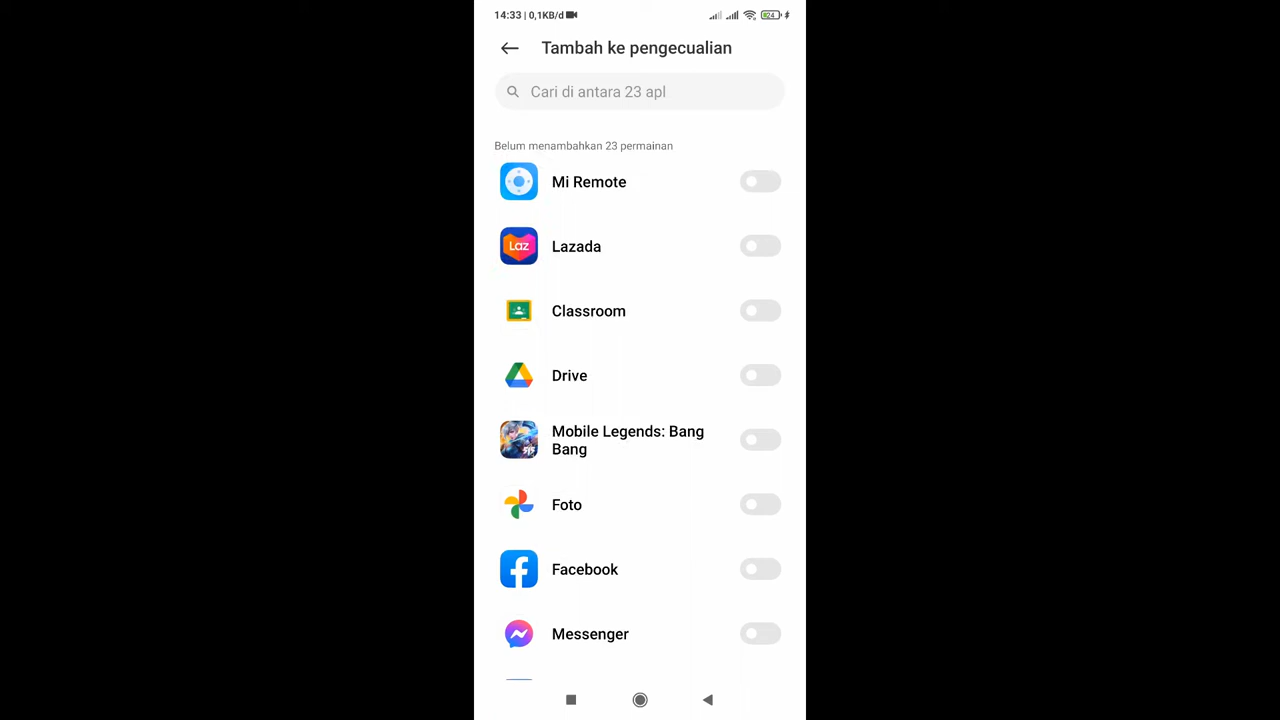 14:33 | 0,1KB/d
24
Tambah ke pengecualian
Cari di antara 23 apl
Belum menambahkan 23 permainan
Mi Remote
Laz
Lazada
Classroom
Drive
Mobile Legends: Bang
Bang
Foto
Facebook
Messenger